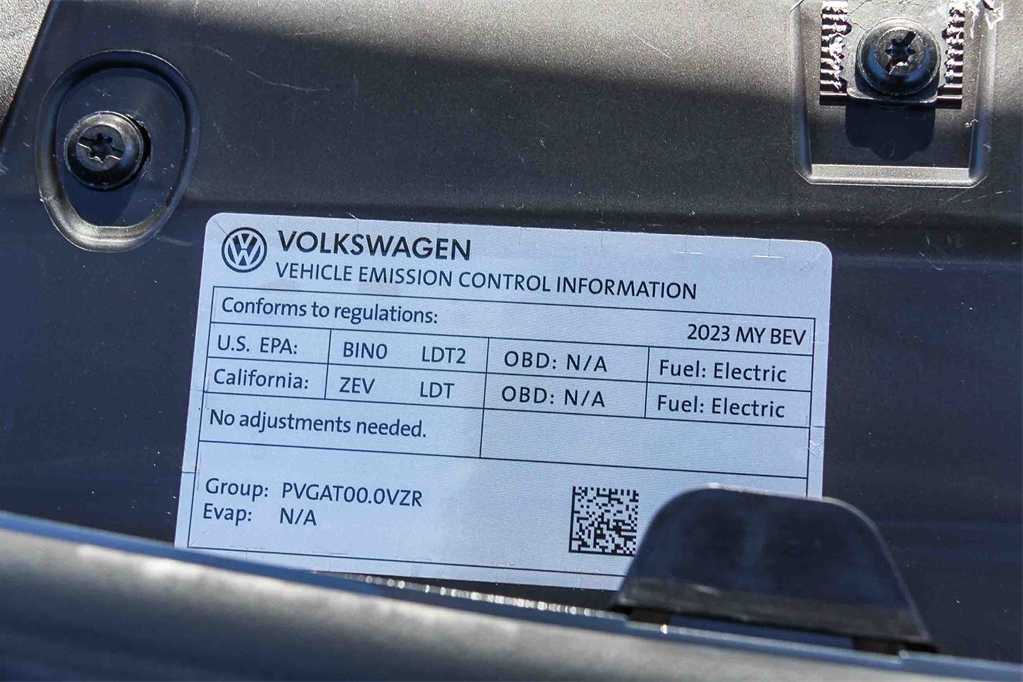 VW VOLKSWAGEN
VEHICLE EMISSION CONTROL INFORMATION
Conforms to regulations: 2023 MY BEV
U.S. EPA: BIN0 LDT2 OBD: N/A Fuel: Electric
California: ZEV LDT OBD: N/A Fuel: Electric
No adjustments needed.
Group: PVGAT00.0VZR
Evap: N/A